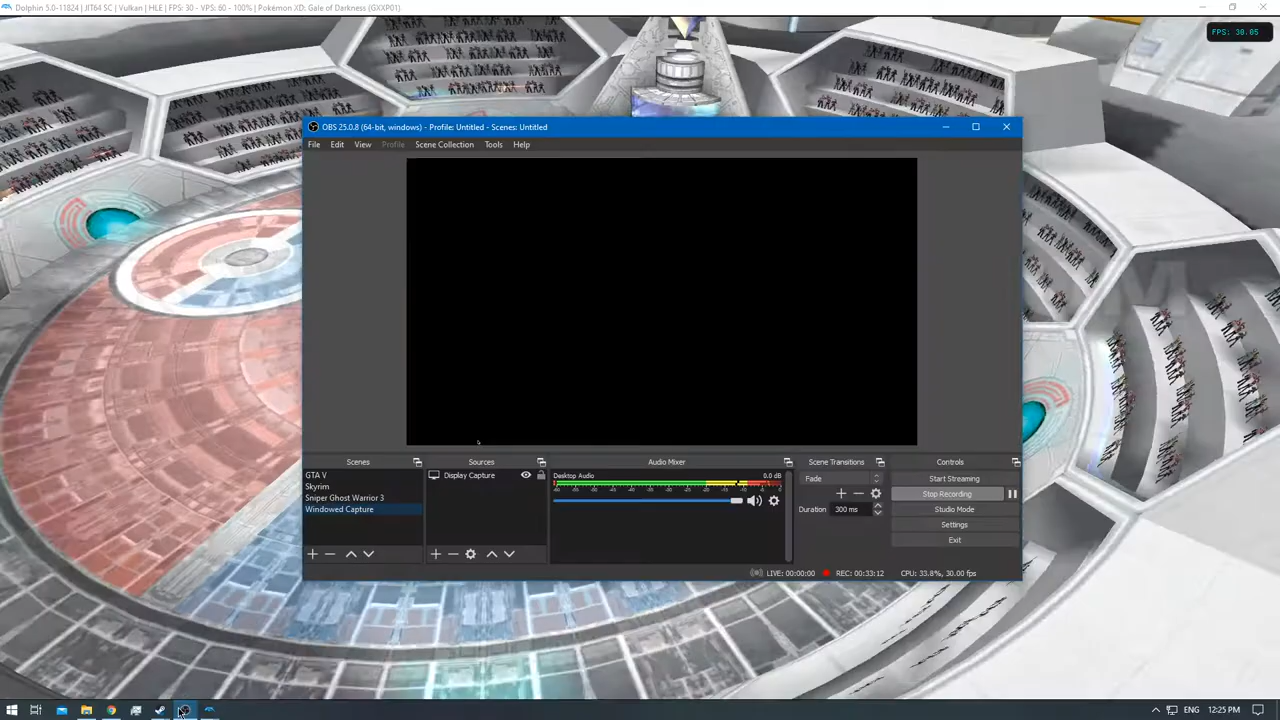 Dolphin 5.0-11824 | JIT64 SC | Vulkan | HLE | FPS: 30 - VPS: 60 - 100% | Pokémon XD: Gale of Darkness (GXXP01)
FPS: 30.05
OBS 25.0.8 (64-bit, windows) - Profile: Untitled - Scenes: Untitled
File Edit View Profile Scene Collection Tools Help
Scenes Sources Audio Mixer Scene Transitions Controls
GTA V
Skyrim
Sniper Ghost Warrior 3
Windowed Capture
Display Capture
Desktop Audio 0.0 dB
Fade
Duration 300 ms
Start Streaming
Stop Recording
Studio Mode
Settings
Exit
LIVE: 00:00:00 REC: 00:33:12 CPU: 33.8%, 30.00 fps
ENG 12:25 PM